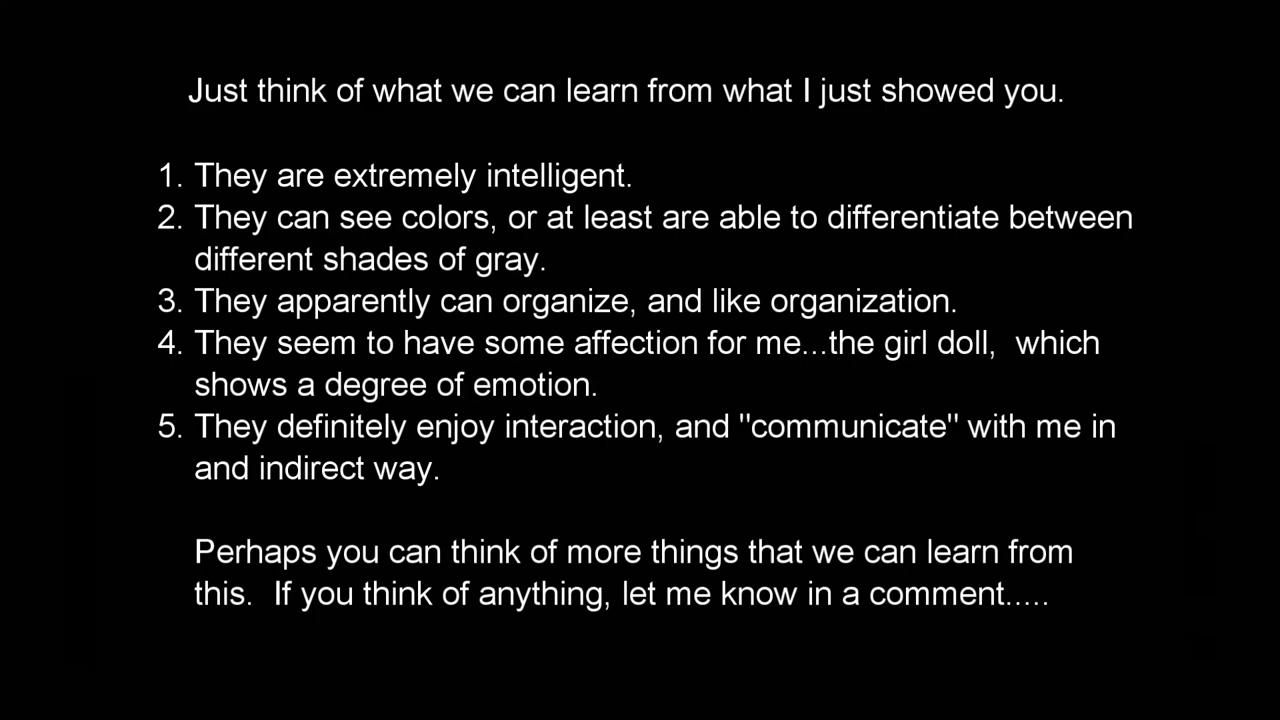 Just think of what we can learn from what I just showed you.
1. They are extremely intelligent.
2. They can see colors, or at least are able to differentiate between
different shades of gray.
3. They apparently can organize, and like organization.
4. They seem to have some affection for me...the girl doll,  which
shows a degree of emotion.
5. They definitely enjoy interaction, and "communicate" with me in
and indirect way.
Perhaps you can think of more things that we can learn from
this.  If you think of anything, let me know in a comment.....